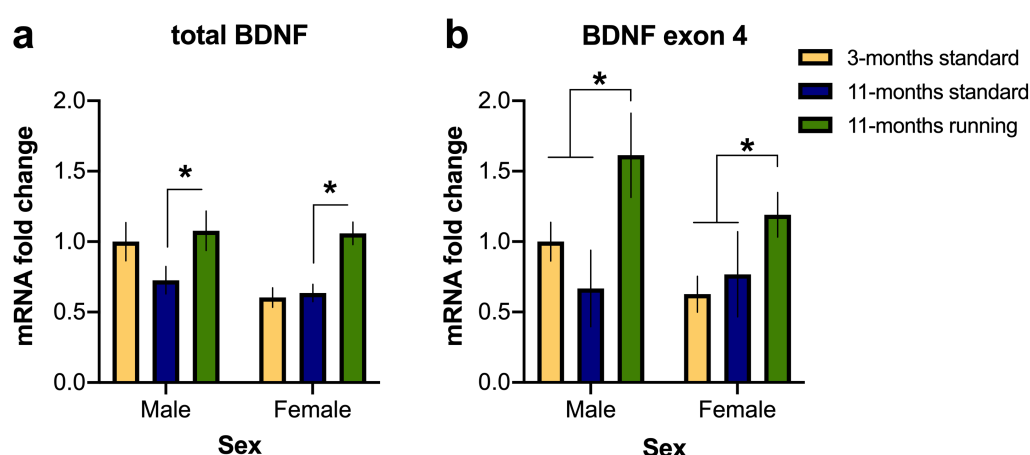 a
total BDNF
mRNA fold change
2.0
1.5
1.0
0.5
0.0
*
*
Male
Female
Sex
b
BDNF exon 4
mRNA fold change
2.0
1.5
1.0
0.5
0.0
*
*
Male
Female
Sex
3-months standard
11-months standard
11-months running